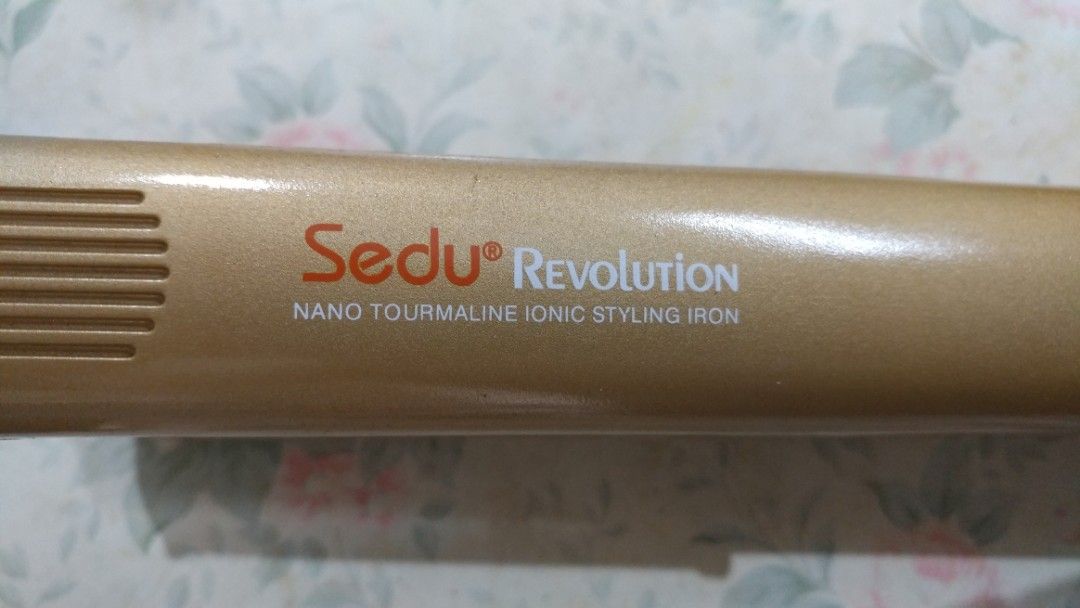 Sedu® REVOLUTiON
NANO TOURMALINE IONIC STYLING IRON